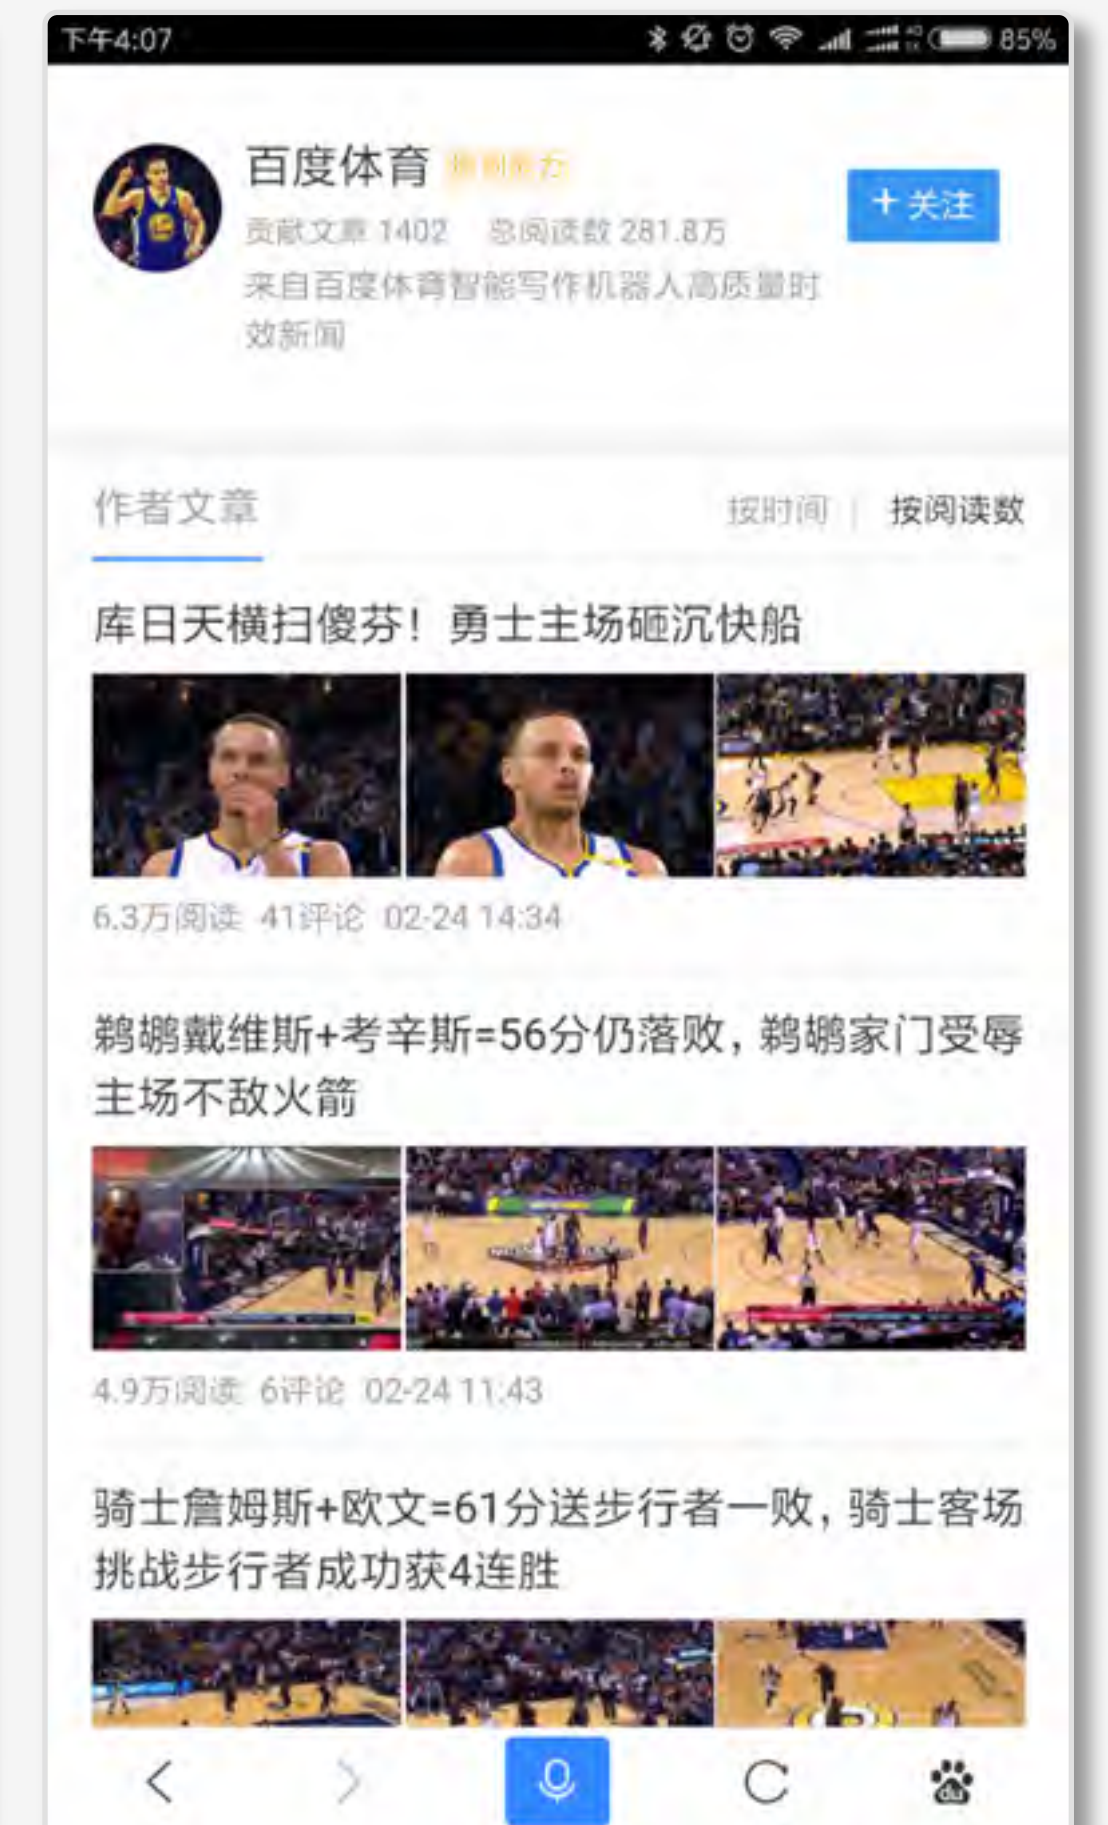 下午4:07
85%
百度体育
贡献文章 1402 总阅读数 281.8万
+ 关注
来自百度体育智能写作机器人高质量时
效新闻
作者文章
按时间 | 按阅读数
库日天横扫傻芬！勇士主场砸沉快船
6.3万阅读 41评论 02-24 14:34
鹈鹕戴维斯+考辛斯=56分仍落败，鹈鹕家门受辱
主场不敌火箭
4.9万阅读 6评论 02-24 11:43
骑士詹姆斯+欧文=61分送步行者一败，骑士客场
挑战步行者成功获4连胜
du